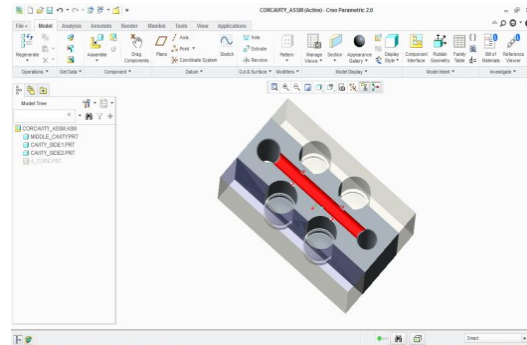 CORCAVITY_ASSM (Active) - Creo Parametric 2.0
File Model Analysis Annotate Render Manikin Tools View Applications
Regenerate
Assemble
Drag Components
Plane
Axis
Point
Coordinate System
Sketch
Hole
Extrude
Revolve
Pattern
Manage Views
Section
Appearance Gallery
Display Style
Component Interface
Publish Geometry
Family Table
Bill of Materials
Reference Viewer
Operations Get Data Component Datum Cut & Surface Modifiers Model Display Model Intent Investigate
Model Tree
CORCAVITY_ASSM.ASM
MIDDLE_CAVITY.PRT
CAVITY_SIDE1.PRT
CAVITY_SIDE2.PRT
Smart